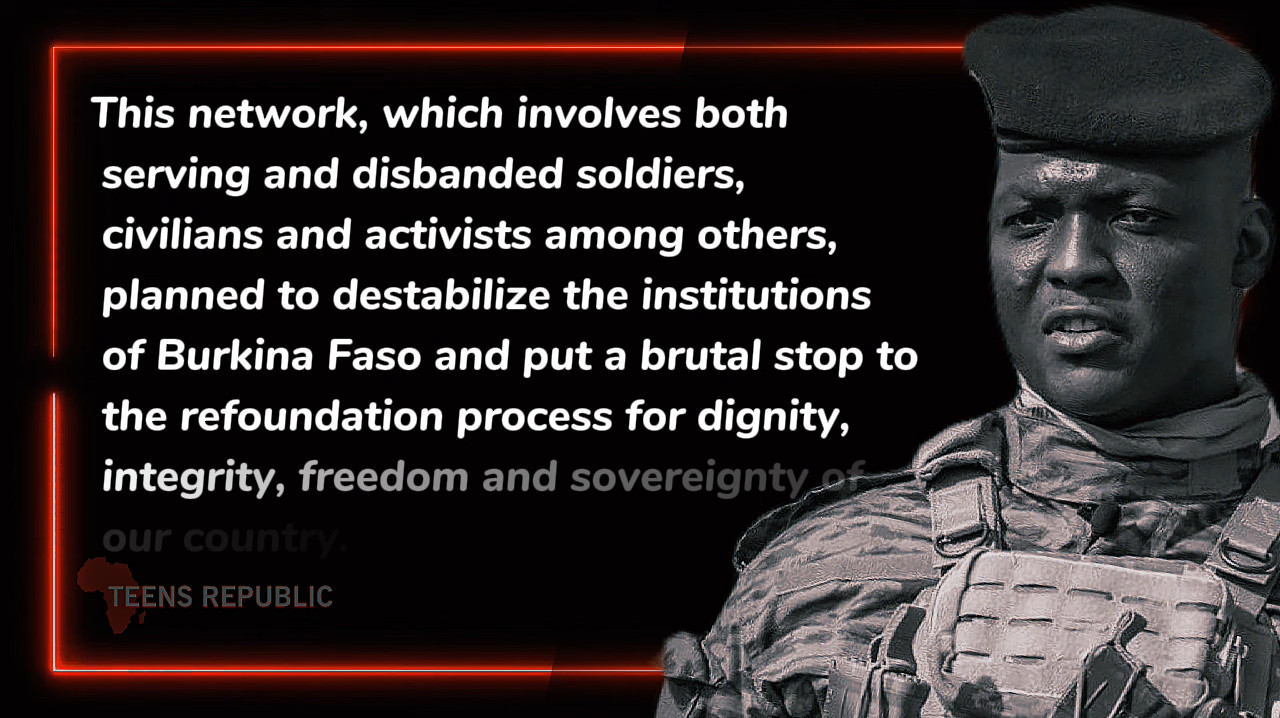 This network, which involves both
serving and disbanded soldiers,
civilians and activists among others,
planned to destabilize the institutions
of Burkina Faso and put a brutal stop to
the refoundation process for dignity,
integrity, freedom and sovereignty of
our country.
TEENS REPUBLIC